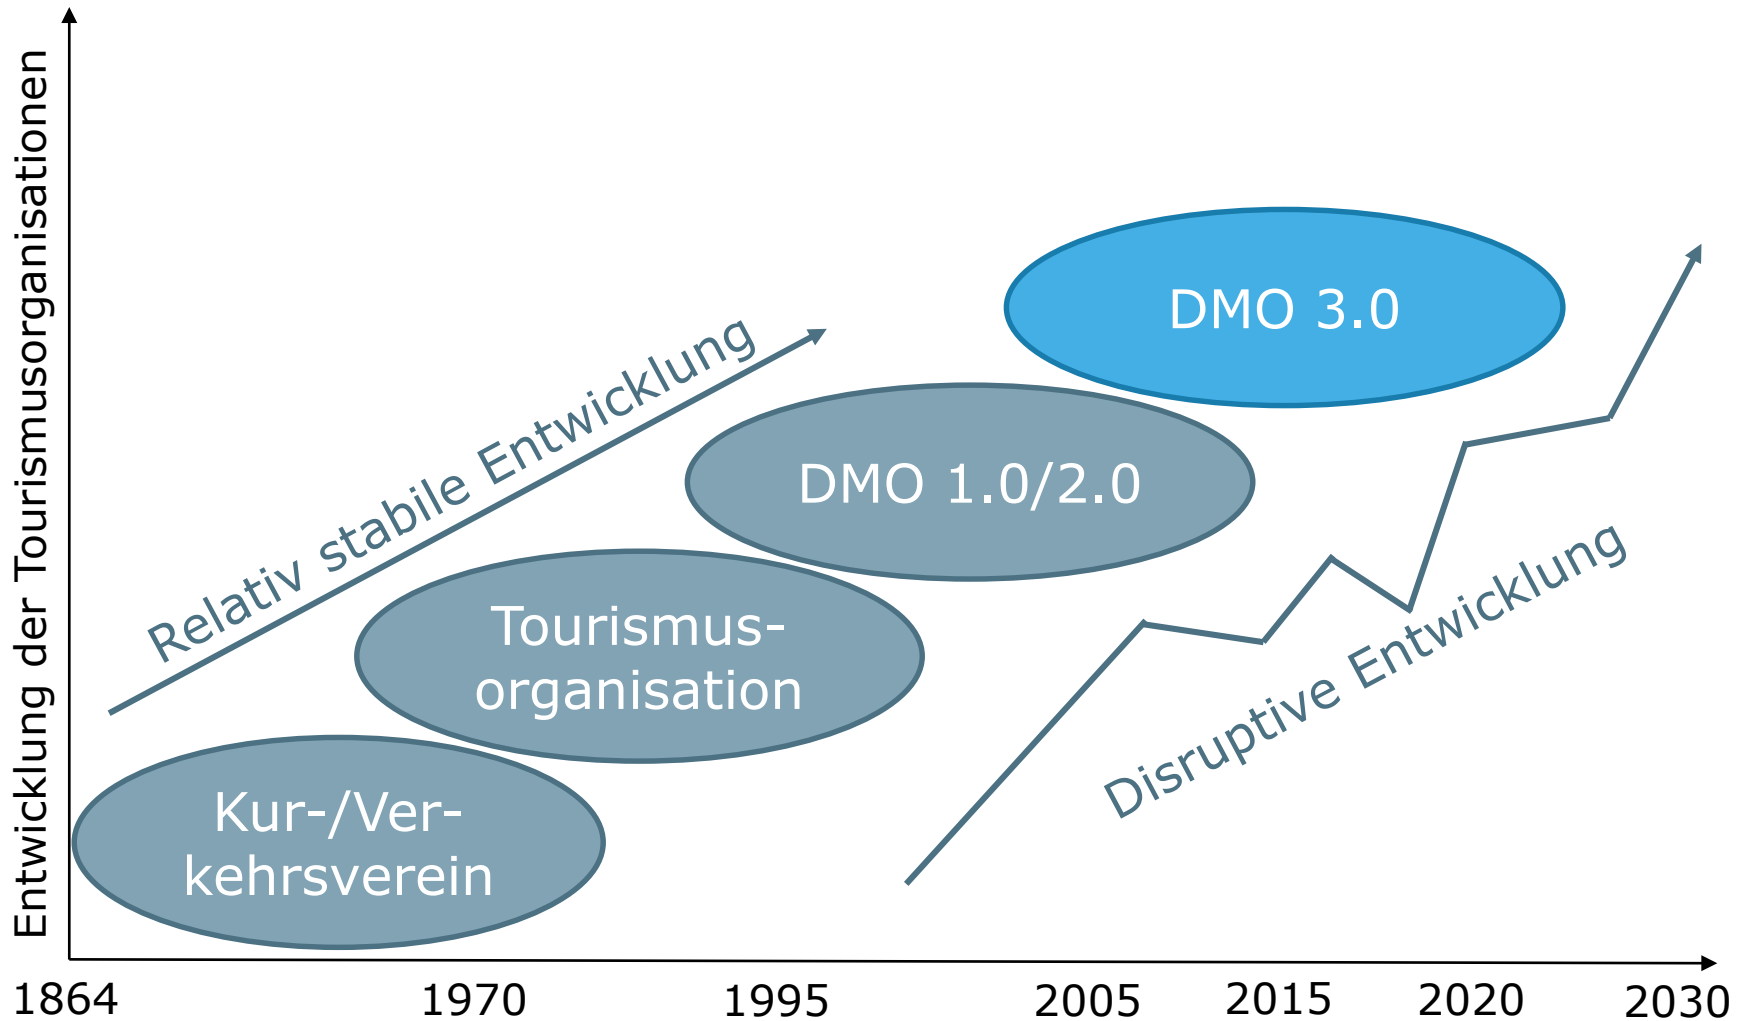 Entwicklung der Tourismusorganisationen
DMO 3.0
Relativ stabile Entwicklung
DMO 1.0/2.0
Tourismus-
organisation
Disruptive Entwicklung
Kur-/Ver-
kehrsverein
1864 1970 1995 2005 2015 2020 2030